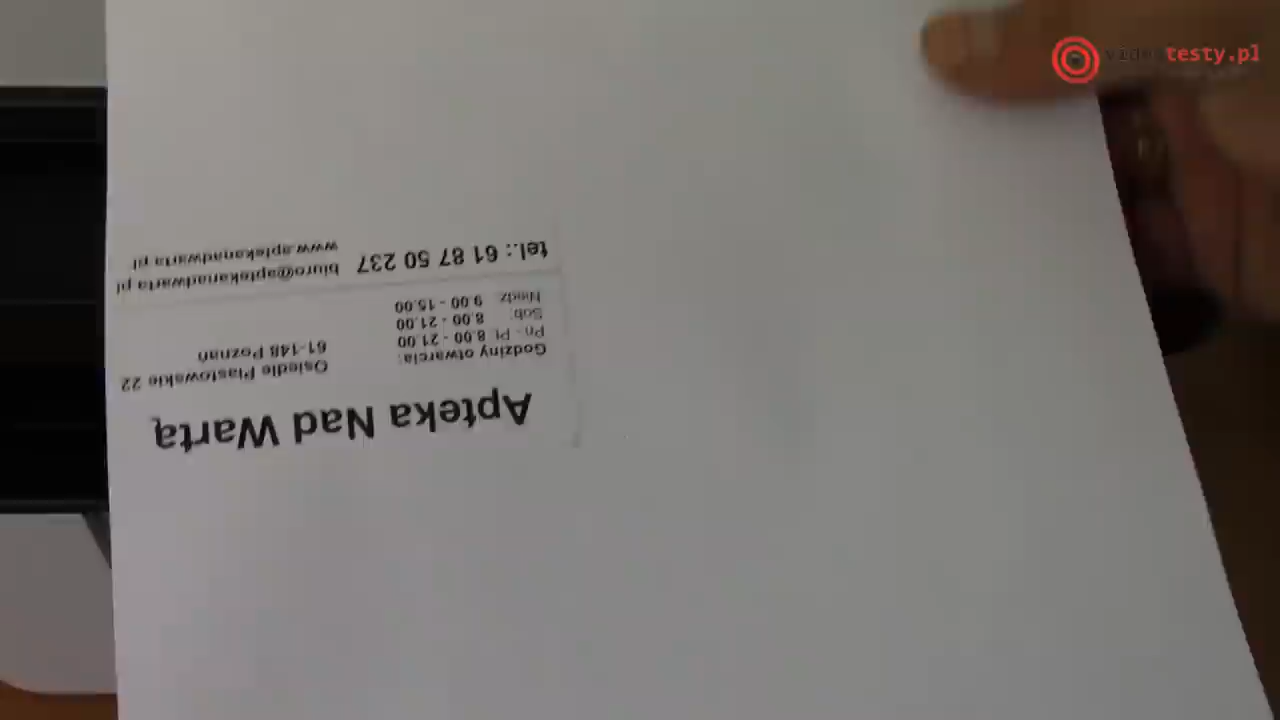 videotesty.pl
Apteka Nad Wartą
Godziny otwarcia:
Pn - Pt 8.00 - 21.00
Sob: 8.00 - 21.00
Niedz. 9.00 - 15.00
Osiedle Piastowskie 22
61-148 Poznań
tel.: 61 87 50 237
biuro@aptekanadwarta.pl
www.aptekanadwarta.pl